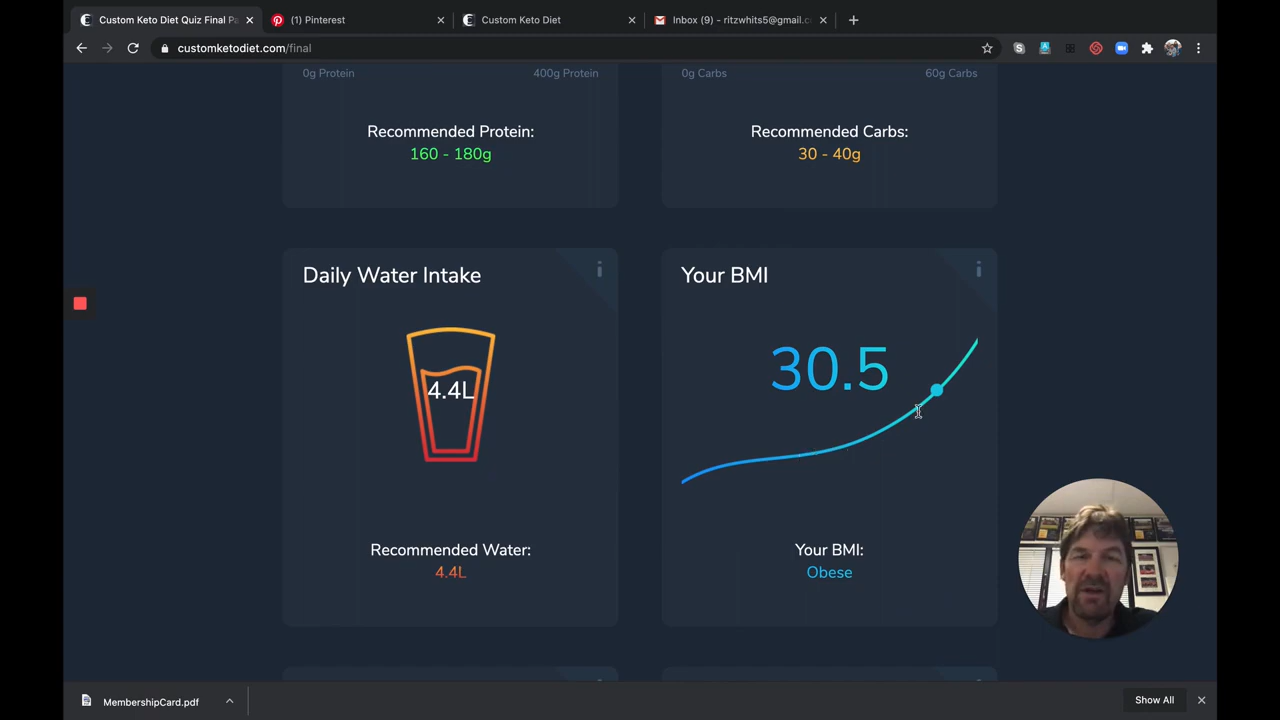 Custom Keto Diet Quiz Final Pa
(1) Pinterest
Custom Keto Diet
Inbox (9) - ritzwhits5@gmail.c
customketodiet.com/final
0g Protein 400g Protein
0g Carbs 60g Carbs
Recommended Protein:
160 - 180g
Recommended Carbs:
30 - 40g
Daily Water Intake
4.4L
Recommended Water:
4.4L
Your BMI
30.5
Your BMI:
Obese
MembershipCard.pdf
Show All